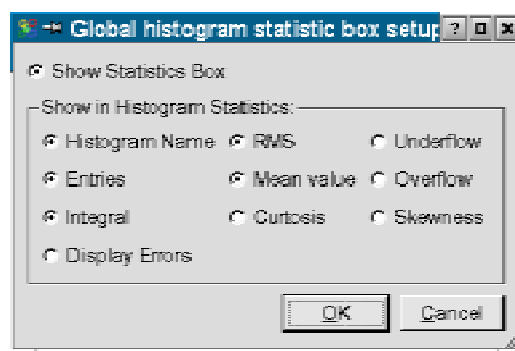 Global histogram statistic box setup
Show Statistics Box
Show in Histogram Statistics:
Histogram Name RMS Underflow
Entries Mean value Overflow
Integral Curtosis Skewness
Display Errors
OK Cancel